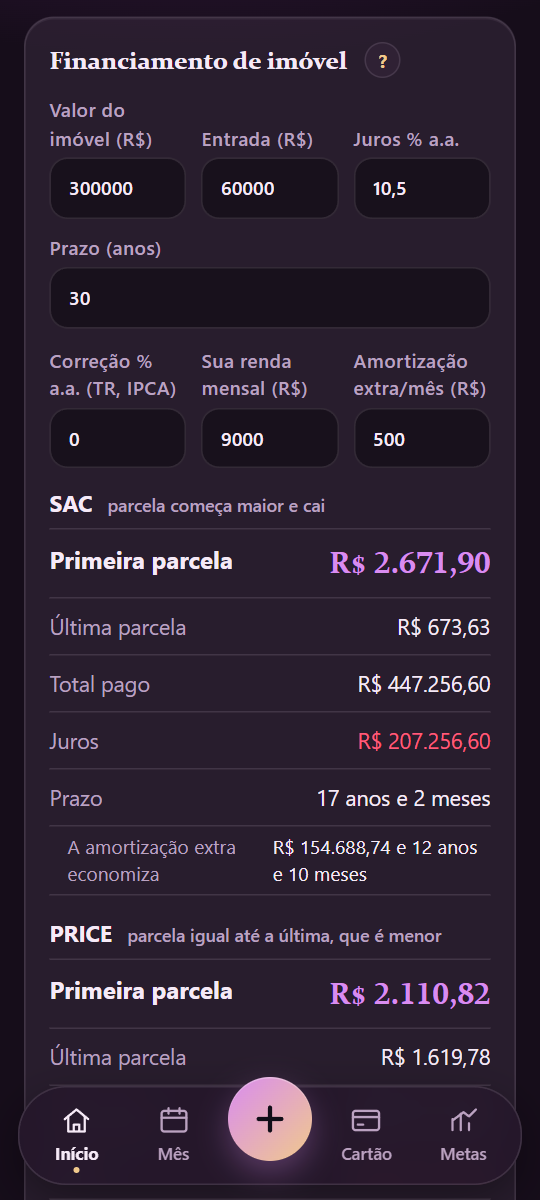 Financiamento de imóvel ?
Valor do
imóvel (R$) Entrada (R$) Juros % a.a.
300000 60000 10,5
Prazo (anos)
30
Correção % Sua renda Amortização
a.a. (TR, IPCA) mensal (R$) extra/mês (R$)
0 9000 500
SAC parcela começa maior e cai
Primeira parcela R$ 2.671,90
Última parcela R$ 673,63
Total pago R$ 447.256,60
Juros R$ 207.256,60
Prazo 17 anos e 2 meses
A amortização extra R$ 154.688,74 e 12 anos
economiza e 10 meses
PRICE parcela igual até a última, que é menor
Primeira parcela R$ 2.110,82
Última parcela R$ 1.619,78
+
Início Mês Cartão Metas